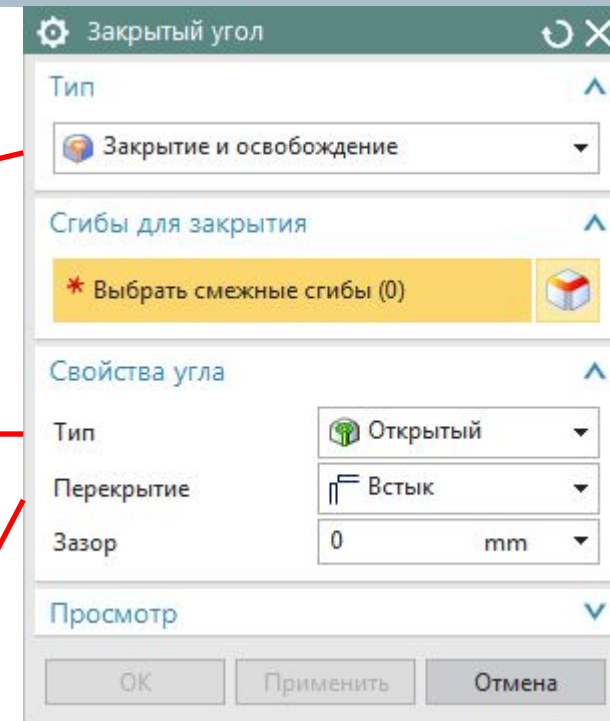 Закрытый угол
Тип
Закрытие и освобождение
Сгибы для закрытия
* Выбрать смежные сгибы (0)
Свойства угла
Тип Открытый
Перекрытие Встык
Зазор 0 mm
Просмотр
ОК Применить Отмена